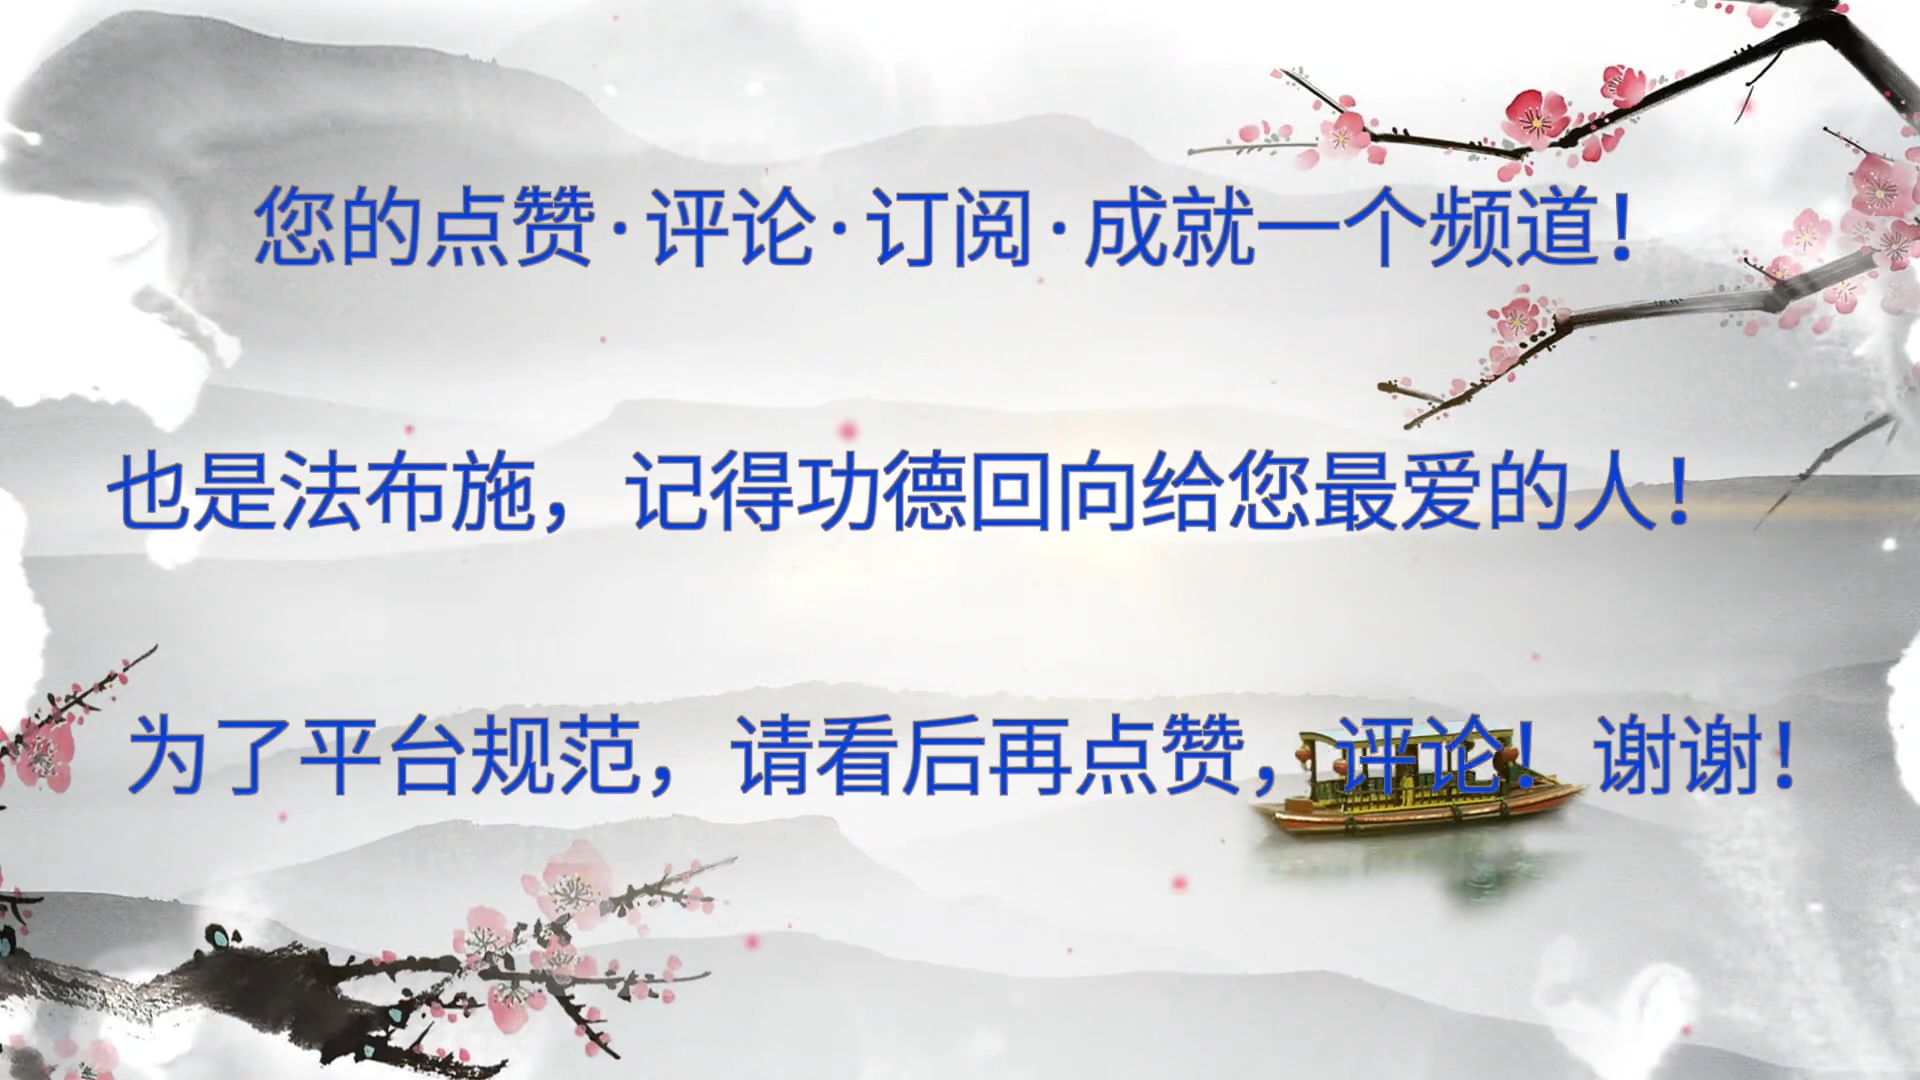 您的点赞·评论·订阅·成就一个频道！
也是法布施，记得功德回向给您最爱的人！
为了平台规范，请看后再点赞，评论！谢谢！